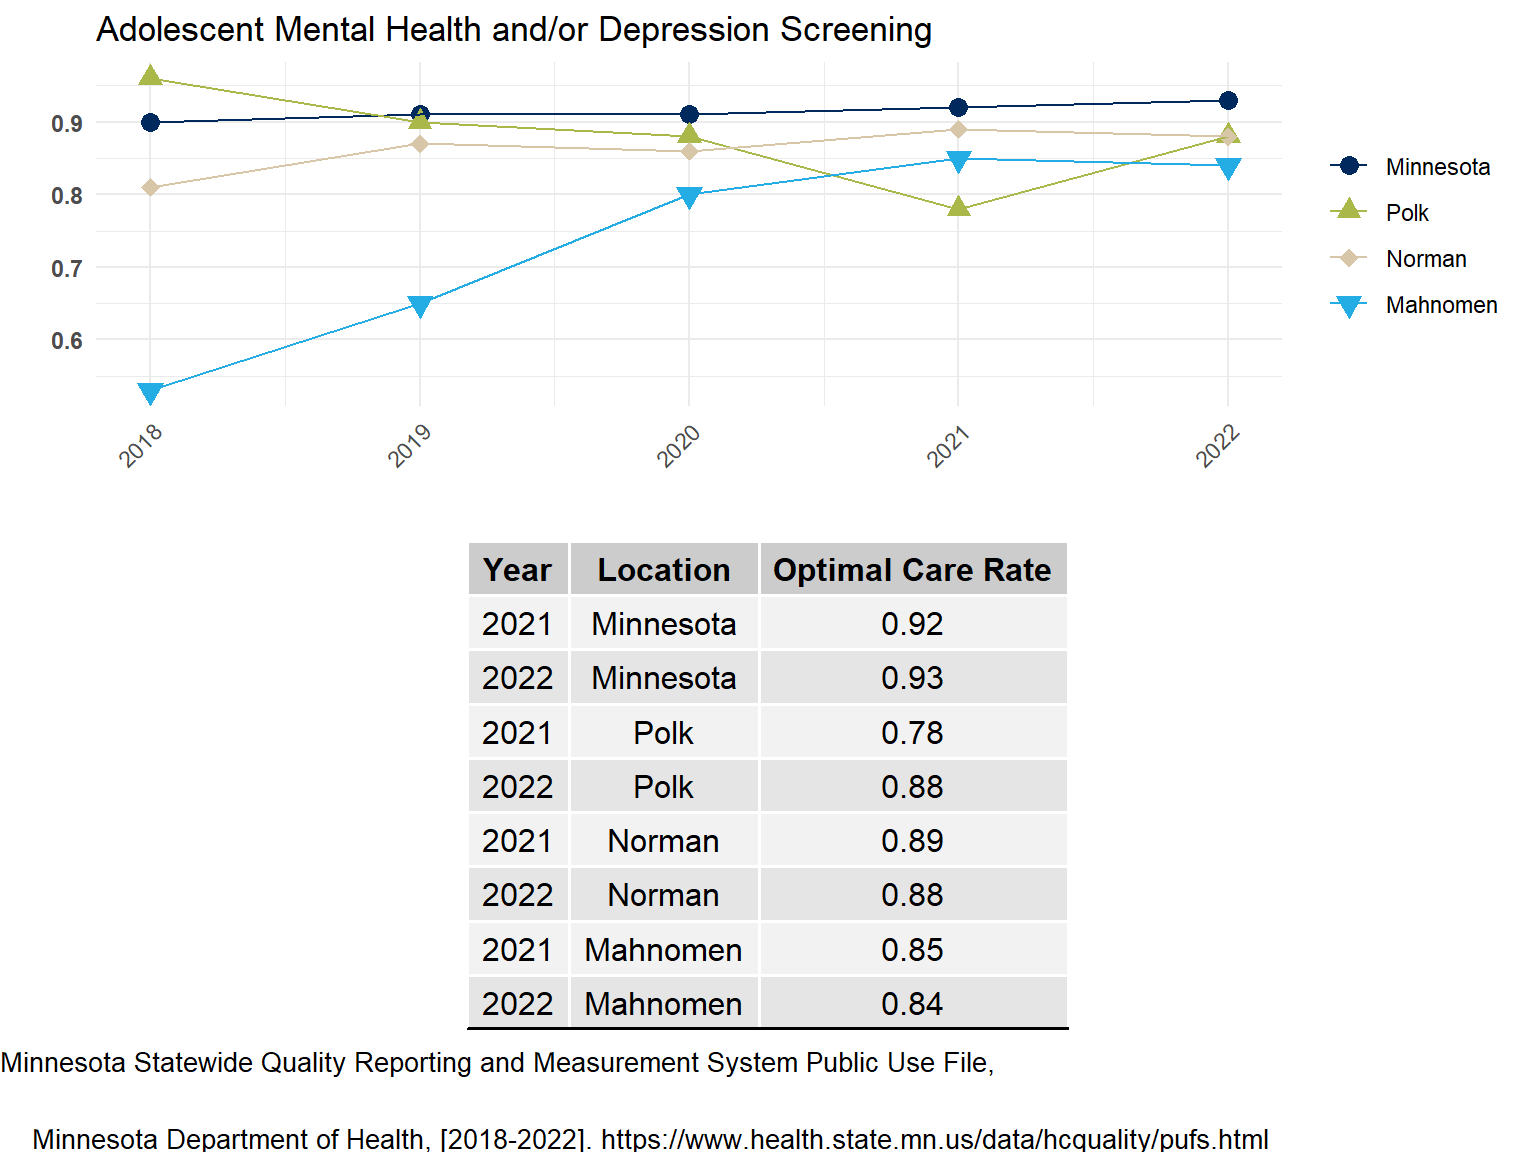 Adolescent Mental Health and/or Depression Screening
0.9
0.8
0.7
0.6
2018 2019 2020 2021 2022
Minnesota
Polk
Norman
Mahnomen
Year Location Optimal Care Rate
2021 Minnesota 0.92
2022 Minnesota 0.93
2021 Polk 0.78
2022 Polk 0.88
2021 Norman 0.89
2022 Norman 0.88
2021 Mahnomen 0.85
2022 Mahnomen 0.84
Minnesota Statewide Quality Reporting and Measurement System Public Use File,
Minnesota Department of Health, [2018-2022]. https://www.health.state.mn.us/data/hcquality/pufs.html